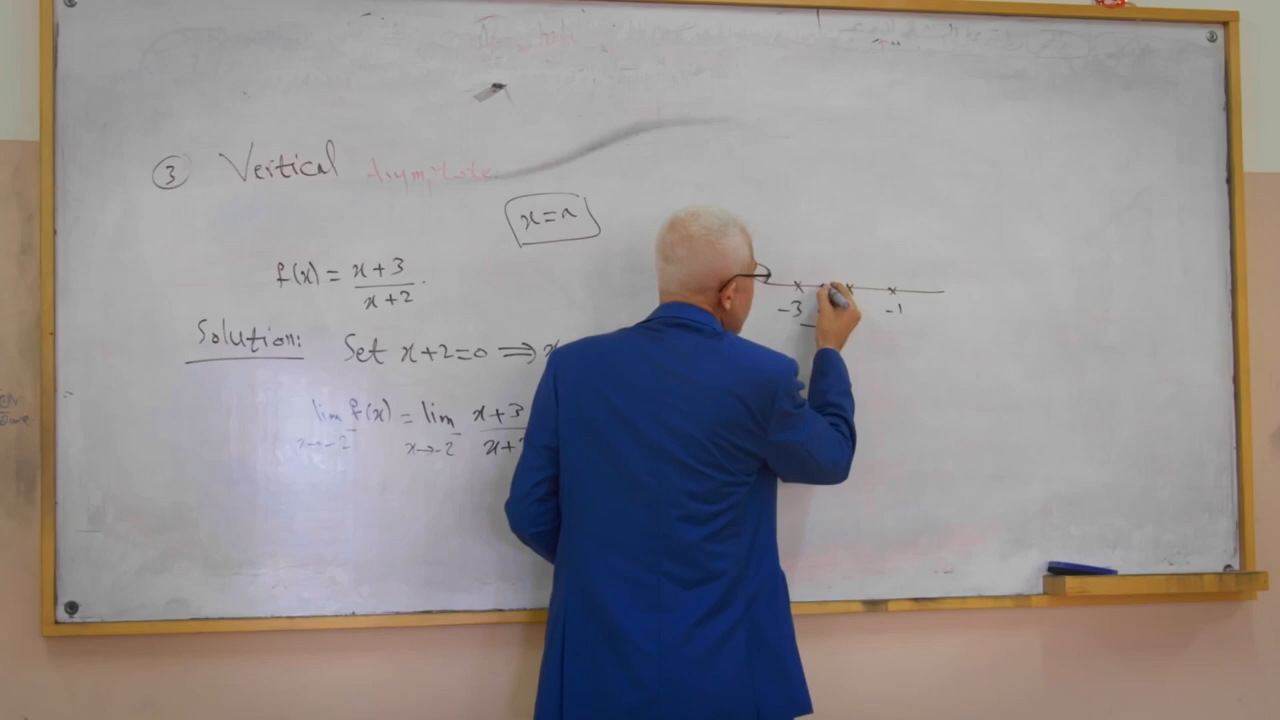 ③ Vertical Asymptote
x=a
f(x) = x+3 / x+2 .
Solution: Set x+2=0 ⇒ x
lim f(x) = lim x+3 / x+
x→-2 x→-2
-3 -1